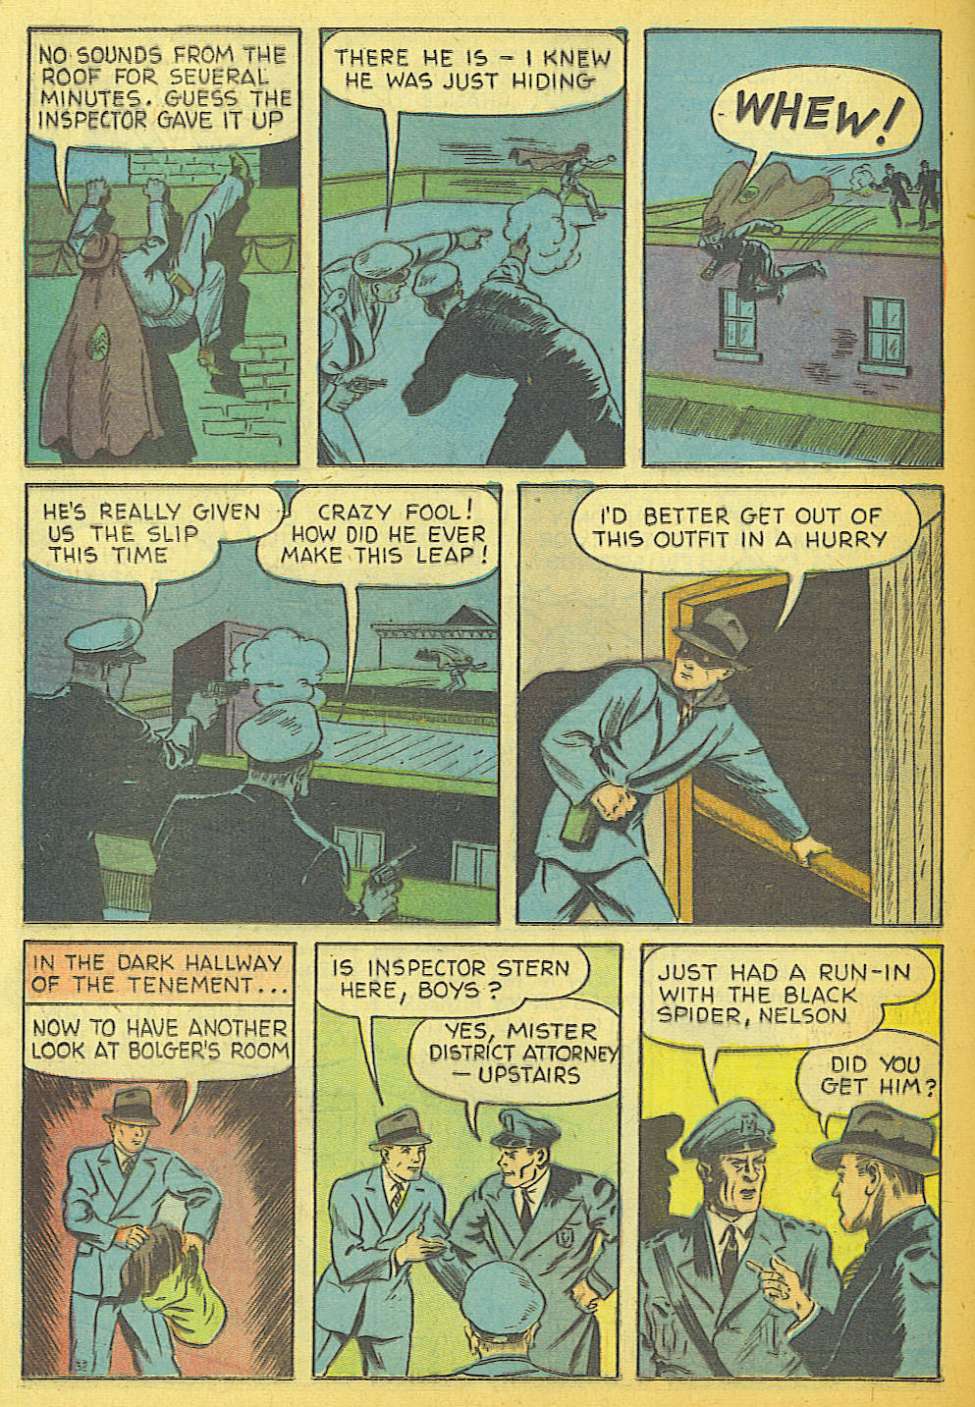 NO SOUNDS FROM THE
ROOF FOR SEVERAL
MINUTES. GUESS THE
INSPECTOR GAVE IT UP
THERE HE IS - I KNEW
HE WAS JUST HIDING
WHEW!
HE'S REALLY GIVEN
US THE SLIP
THIS TIME
CRAZY FOOL!
HOW DID HE EVER
MAKE THIS LEAP!
I'D BETTER GET OUT OF
THIS OUTFIT IN A HURRY
IN THE DARK HALLWAY
OF THE TENEMENT...
NOW TO HAVE ANOTHER
LOOK AT BOLGER'S ROOM
IS INSPECTOR STERN
HERE, BOYS?
YES, MISTER
DISTRICT ATTORNEY
- UPSTAIRS
JUST HAD A RUN-IN
WITH THE BLACK
SPIDER, NELSON
DID YOU
GET HIM?